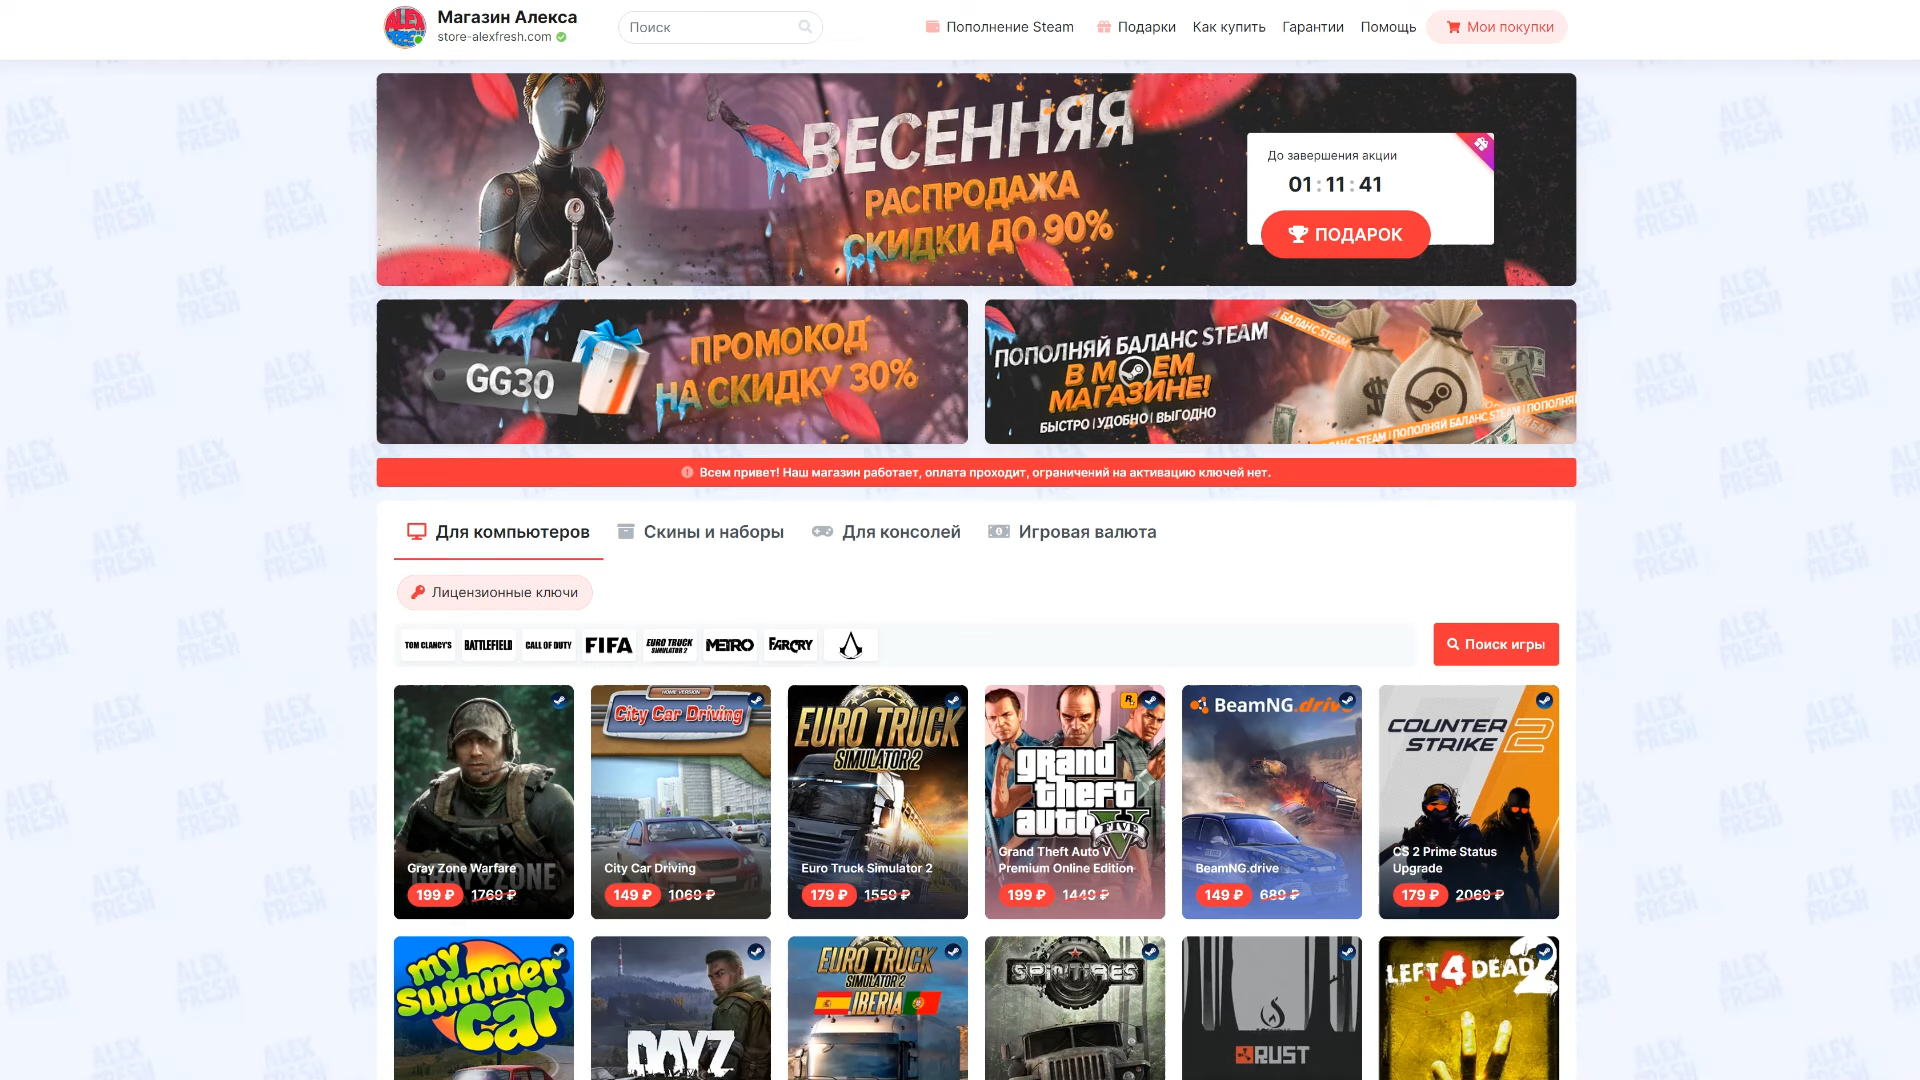 Магазин Алекса
store-alexfresh.com
Поиск
Пополнение Steam
Подарки
Как купить
Гарантии
Помощь
Мои покупки
ВЕСЕННЯЯ
РАСПРОДАЖА
СКИДКИ ДО 90%
До завершения акции
01 : 11 : 41
ПОДАРОК
GG30
ПРОМОКОД
НА СКИДКУ 30%
ПОПОЛНЯЙ БАЛАНС STEAM
В МОЕМ
МАГАЗИНЕ!
БЫСТРО | УДОБНО | ВЫГОДНО
Всем привет! Наш магазин работает, оплата проходит, ограничений на активацию ключей нет.
Для компьютеров
Скины и наборы
Для консолей
Игровая валюта
Лицензионные ключи
TOM CLANCY'S
BATTLEFIELD
CALL OF DUTY
FIFA
EURO TRUCK
SIMULATOR 2
METRO
FARCRY
Поиск игры
Gray Zone Warfare
199 ₽ 1769 ₽
HOME VERSION
City Car Driving
City Car Driving
149 ₽ 1069 ₽
EURO TRUCK
SIMULATOR 2
Euro Truck Simulator 2
179 ₽ 1559 ₽
grand
theft
auto
FIVE
Grand Theft Auto V
Premium Online Edition
199 ₽ 1449 ₽
BeamNG.drive
BeamNG.drive
149 ₽ 689 ₽
COUNTER
STRIKE 2
CS 2 Prime Status
Upgrade
179 ₽ 2069 ₽
my
summer
car
DAYZ
EURO TRUCK
SIMULATOR 2
IBERIA
SPINTIRES
RUST
LEFT 4 DEAD 2
ALEX
FRESH